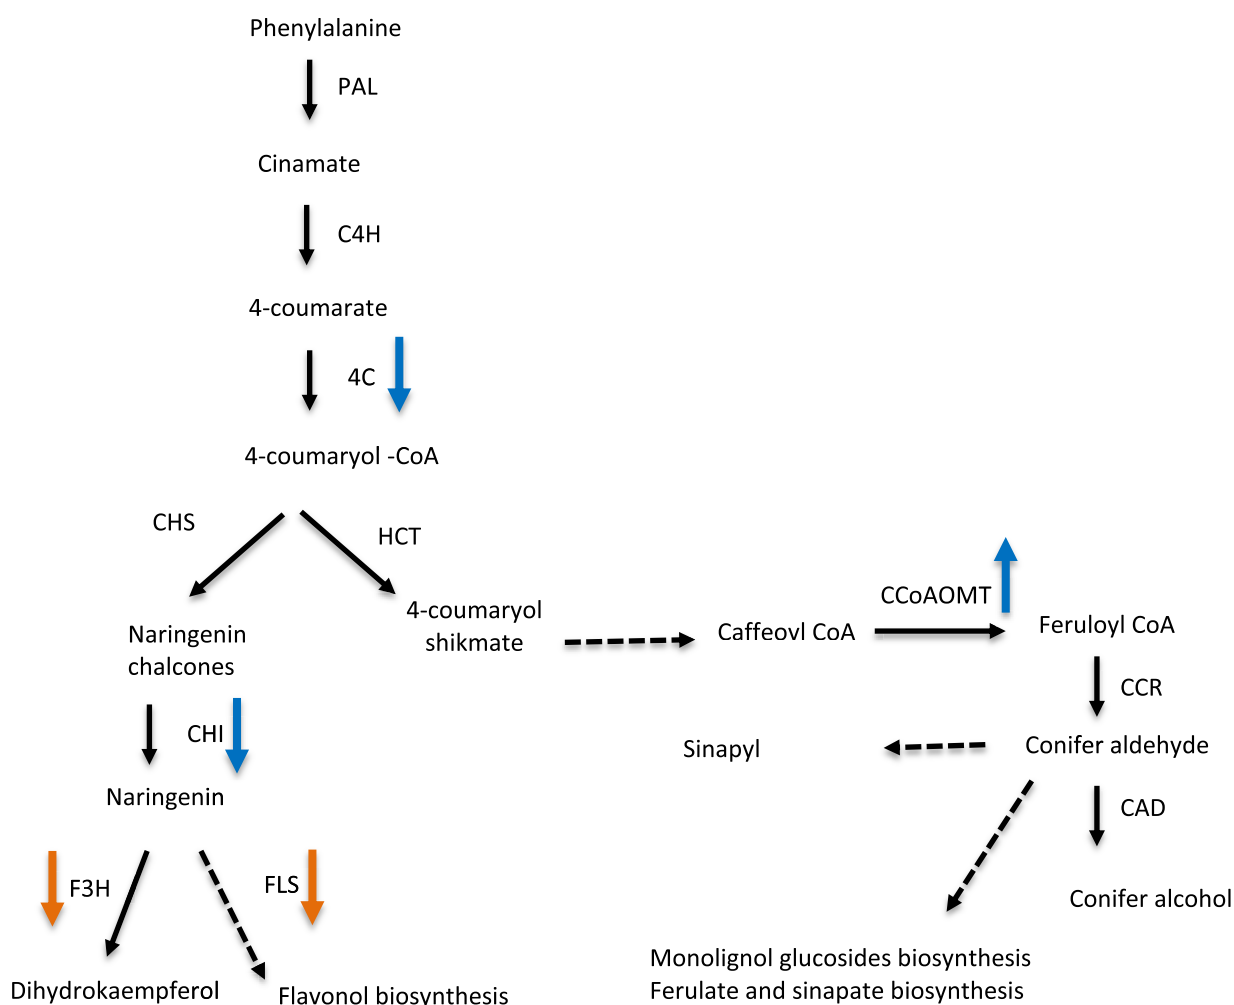 Phenylalanine
PAL
Cinamate
C4H
4-coumarate
4C
4-coumaryol -CoA
CHS
HCT
4-coumaryol
shikmate
CCoAOMT
Caffeovl CoA
Feruloyl CoA
Naringenin
chalcones
CCR
CHI
Sinapyl
Conifer aldehyde
Naringenin
CAD
F3H
FLS
Conifer alcohol
Monolignol glucosides biosynthesis
Ferulate and sinapate biosynthesis
Dihydrokaempferol
Flavonol biosynthesis